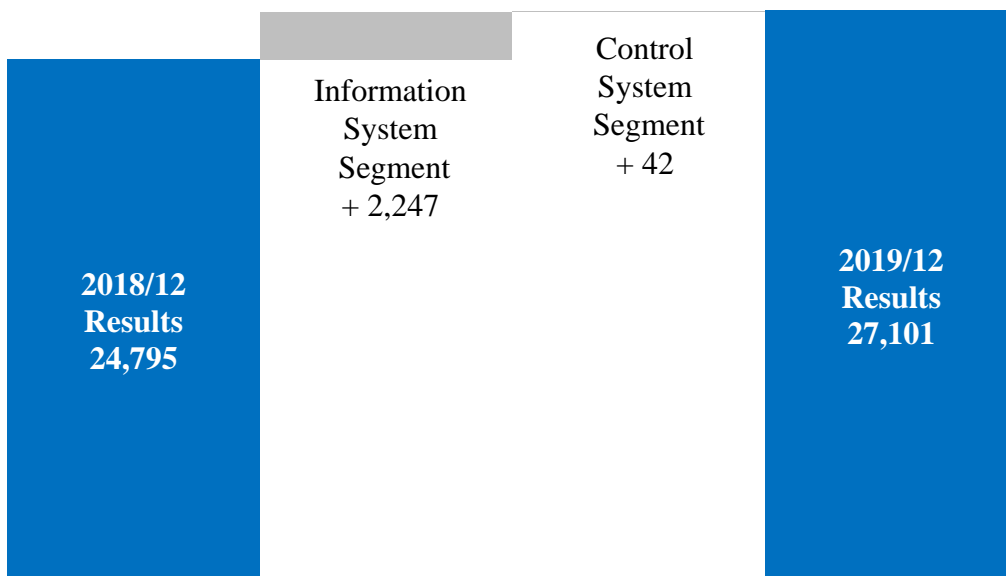 2018/12
Results
24,795
Information
System
Segment
+ 2,247
Control
System
Segment
+ 42
2019/12
Results
27,101